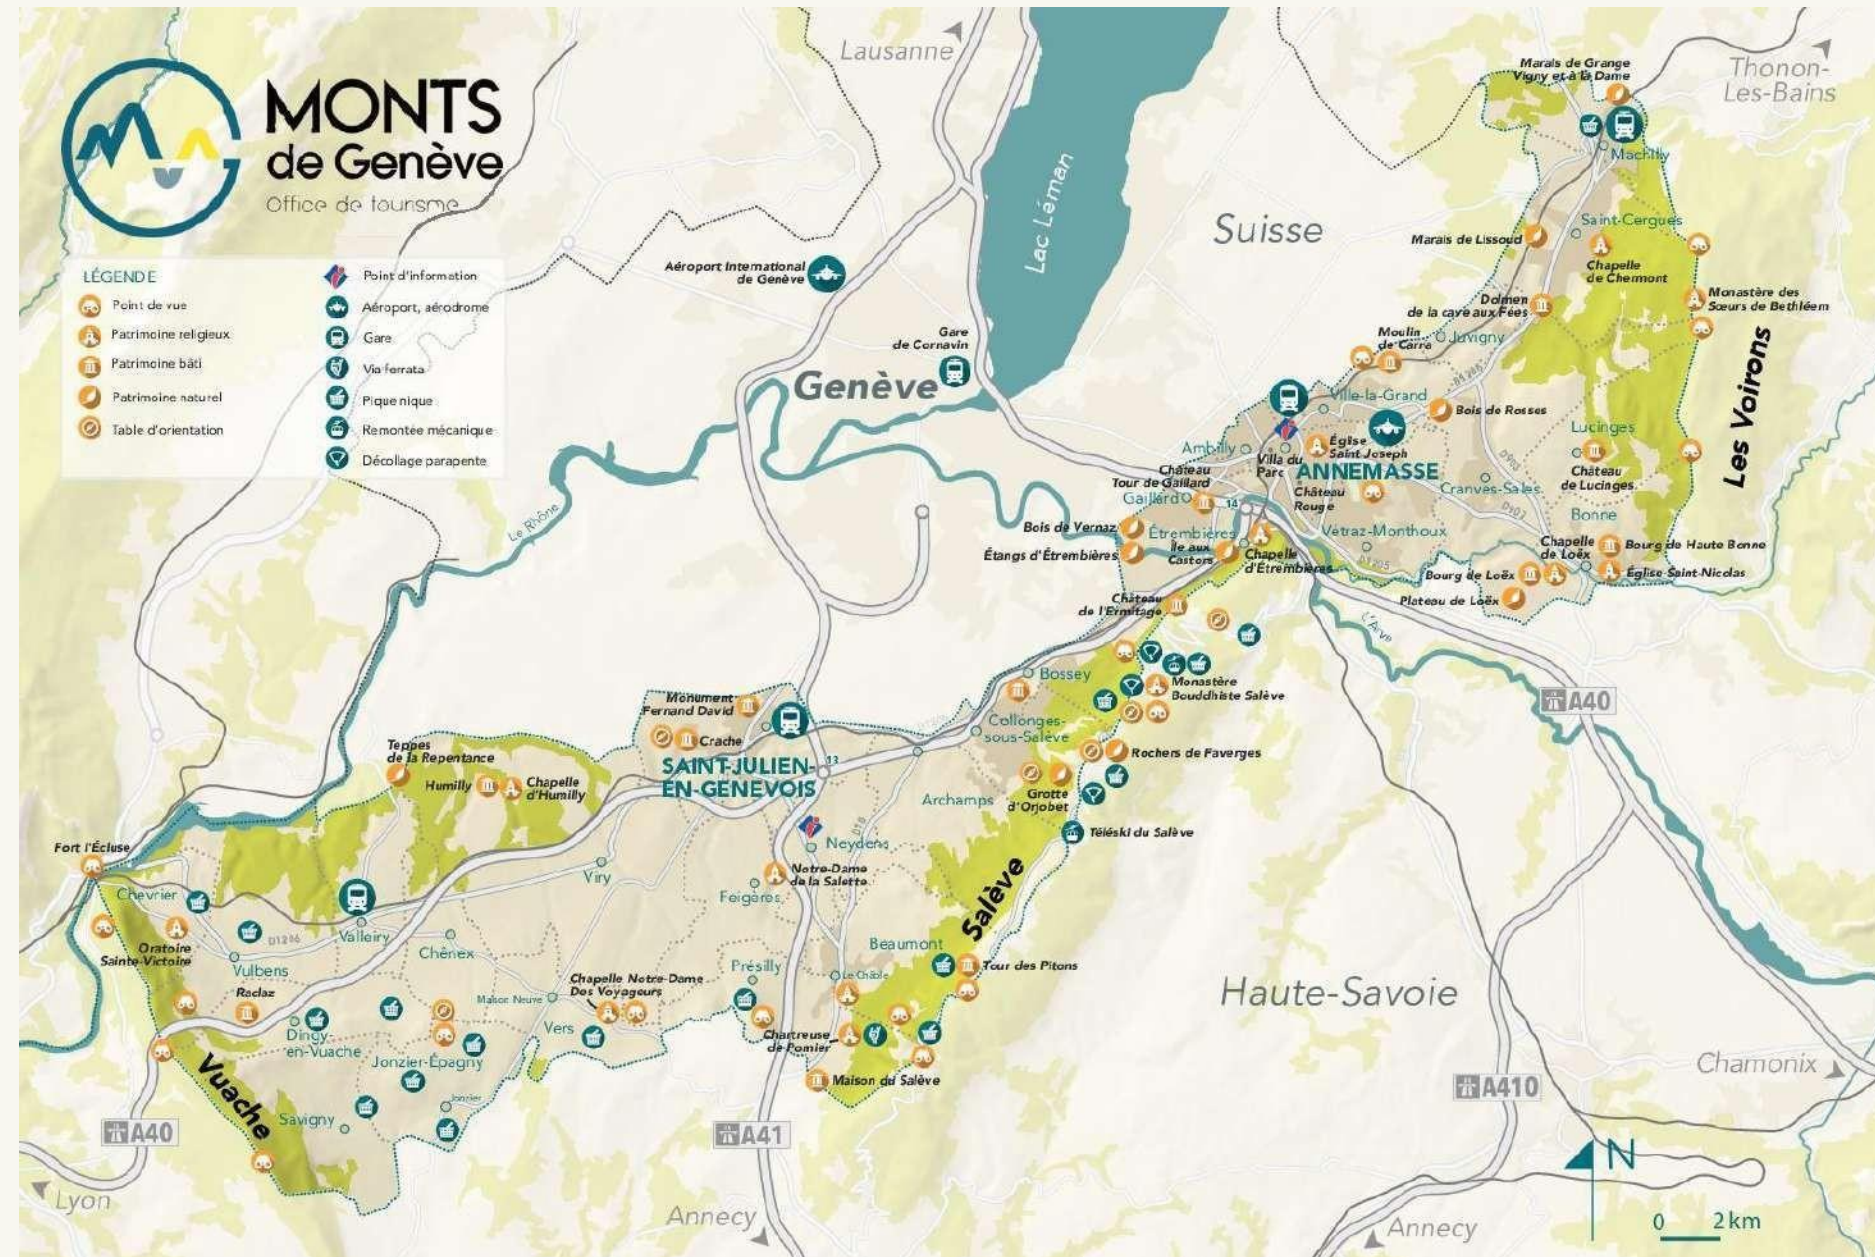 MONTS
de Genève
Office de tourisme
LÉGENDE
Point de vue
Patrimoine religieux
Patrimoine bâti
Patrimoine naturel
Table d'orientation
Point d'information
Aéroport, aérodrome
Gare
Via ferrata
Pique nique
Remontée mécanique
Décollage parapente
Lausanne
Lac Léman
Suisse
Thonon-
Les-Bains
Marais de Grange
Vigny et à la Dame
Machilly
Saint-Cergues
Marais de Lissoud
Chapelle
de Chermont
Monastère des
Sœurs de Bethléem
Dolmen
de la cave aux Fées
Les Voirons
Aéroport International
de Genève
Gare
de Cornavin
Genève
Le Rhône
Moulin
de Carra
Juvigny
Ville-la-Grand
Bois de Rosses
Lucinges
Château
de Lucinges
Ambilly
Villa du
Parc
Église
Saint Joseph
ANNEMASSE
Château
Rouge
Cranves-Sales
D903
D907
Château
Tour de Gaillard
Gaillard
14
Bois de Vernaz
Étrembières
Étangs d'Étrembières
Île aux
Castors
Chapelle
d'Étrembières
Vétraz-Monthoux
D1205
Bonne
Chapelle
de Loëx
Bourg de Haute Bonne
Bourg de Loëx
Église Saint-Nicolas
Plateau de Loëx
Château
de l'Ermitage
L'Arve
Bossey
Monastère
Bouddhiste Salève
Collonges-
sous-Salève
A40
Monument
Fernand David
Crache
SAINT-JULIEN-
EN-GENEVOIS
13
Rochers de Faverges
Archamps
Grotte
d'Orjobet
Téléski du Salève
Teppes
de la Repentance
Humilly
Chapelle
d'Humilly
Fort l'Écluse
Chevrier
Viry
D18
Neydens
Notre-Dame
de la Salette
Feigères
Salève
Oratoire
Sainte-Victoire
Valleiry
Vulbens
Chênex
Beaumont
Tour des Pitons
Présilly
Le Châble
Raclaz
Maison Neuve
Chapelle Notre-Dame
Des Voyageurs
Vers
Dingy
-en-Vuache
Jonzier-Épagny
Chartreuse
de Pomier
Maison du Salève
Haute-Savoie
Vuache
Savigny
Jonzier
A40
A41
A410
Chamonix
Lyon
Annecy
Annecy
N
0 2 km